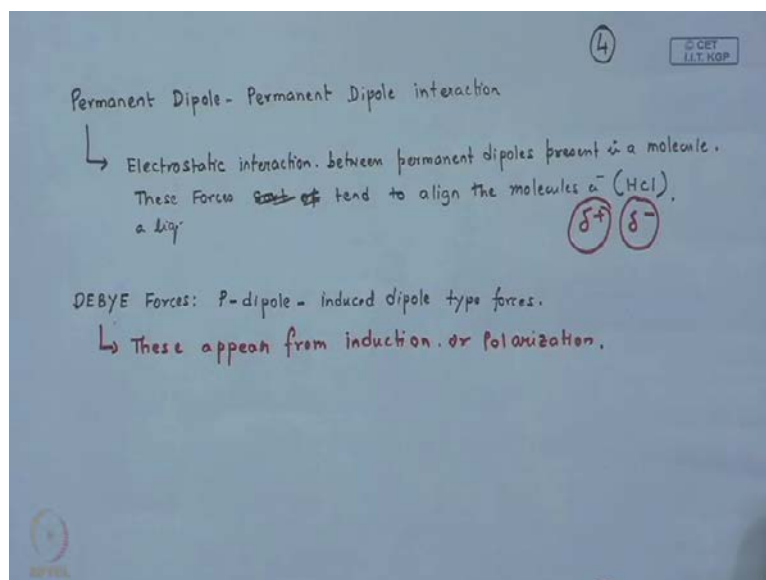 4
© CET
I.I.T. KGP
Permanent Dipole - Permanent Dipole interaction
Electrostatic interaction. between permanent dipoles present in a molecule.
These Forces tend to align the molecules in (HCl).
a liq
δ+ δ-
DEBYE Forces: P-dipole - induced dipole type forces.
These appear from induction. or Polarization.